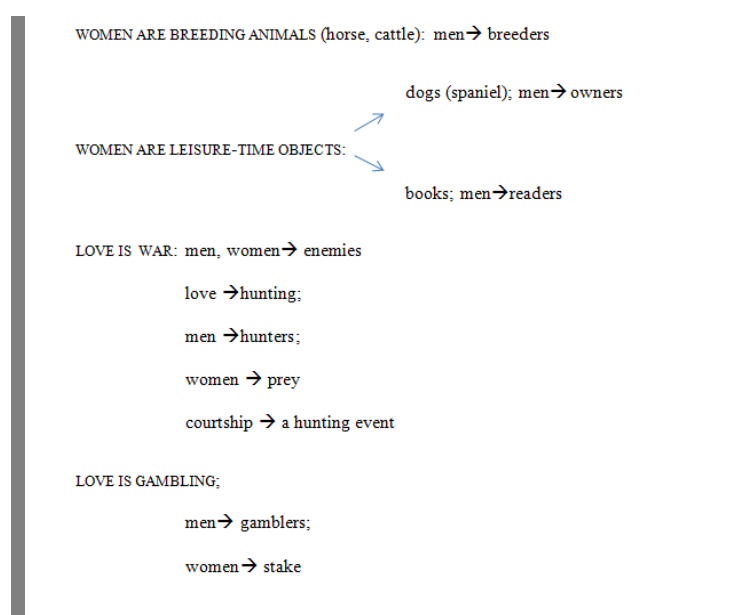 WOMEN ARE BREEDING ANIMALS (horse, cattle): men→ breeders
dogs (spaniel); men→ owners
WOMEN ARE LEISURE-TIME OBJECTS:
books; men→readers
LOVE IS WAR: men, women→ enemies
love →hunting;
men →hunters;
women → prey
courtship → a hunting event
LOVE IS GAMBLING;
men→ gamblers;
women→ stake